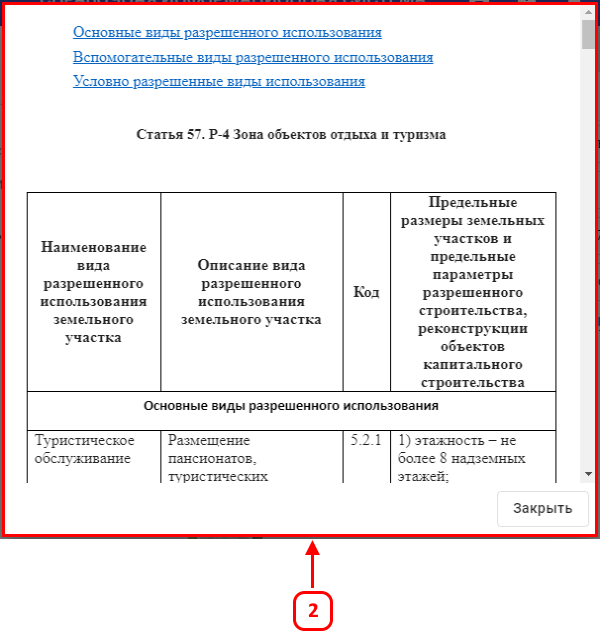 Основные виды разрешенного использования
Вспомогательные виды разрешенного использования
Условно разрешенные виды использования
Статья 57. Р-4 Зона объектов отдыха и туризма
Наименование
вида
разрешенного
использования
земельного
участка
Описание вида
разрешенного
использования
земельного участка
Код
Предельные
размеры земельных
участков и
предельные
параметры
разрешенного
строительства,
реконструкции
объектов
капитального
строительства
Основные виды разрешенного использования
Туристическое
обслуживание
Размещение
пансионатов,
туристических
5.2.1
1) этажность – не
более 8 надземных
этажей;
Закрыть
2